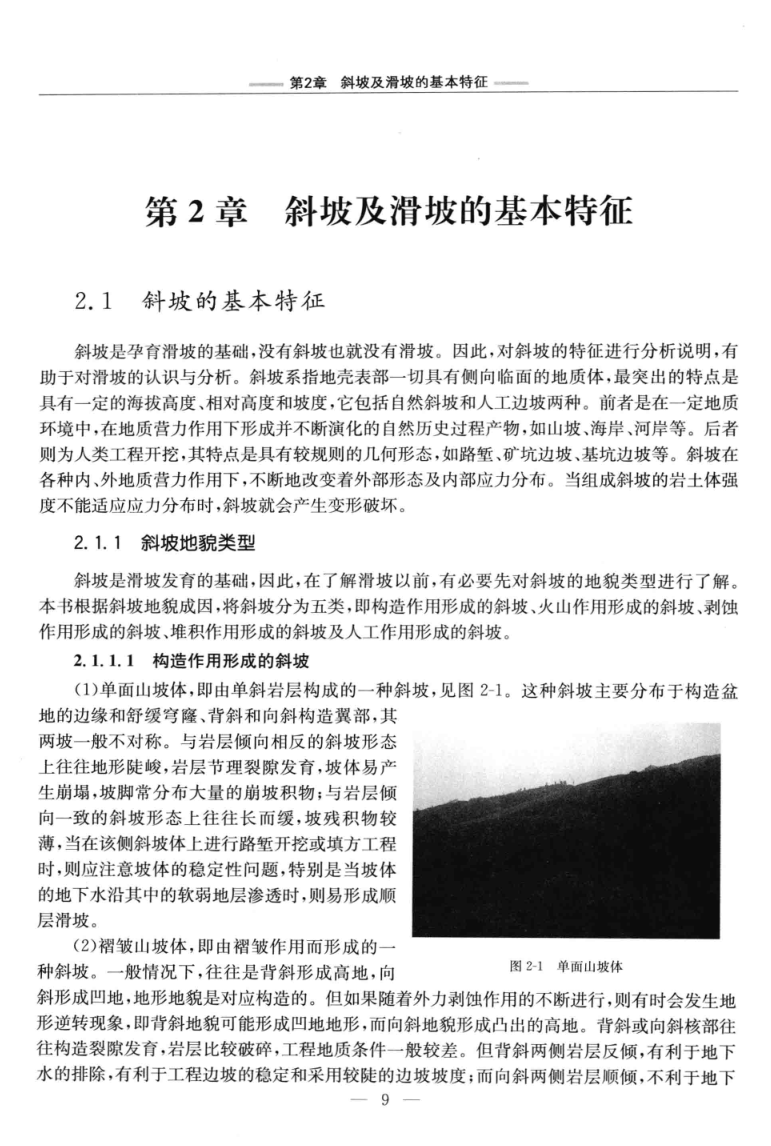 第2章　斜坡及滑坡的基本特征
第 2 章　斜坡及滑坡的基本特征
2.1　斜坡的基本特征
斜坡是孕育滑坡的基础,没有斜坡也就没有滑坡。因此,对斜坡的特征进行分析说明,有
助于对滑坡的认识与分析。斜坡系指地壳表部一切具有侧向临面的地质体,最突出的特点是
具有一定的海拔高度、相对高度和坡度,它包括自然斜坡和人工边坡两种。前者是在一定地质
环境中,在地质营力作用下形成并不断演化的自然历史过程产物,如山坡、海岸、河岸等。后者
则为人类工程开挖,其特点是具有较规则的几何形态,如路堑、矿坑边坡、基坑边坡等。斜坡在
各种内、外地质营力作用下,不断地改变着外部形态及内部应力分布。当组成斜坡的岩土体强
度不能适应应力分布时,斜坡就会产生变形破坏。
2.1.1　斜坡地貌类型
斜坡是滑坡发育的基础,因此,在了解滑坡以前,有必要先对斜坡的地貌类型进行了解。
本书根据斜坡地貌成因,将斜坡分为五类,即构造作用形成的斜坡、火山作用形成的斜坡、剥蚀
作用形成的斜坡、堆积作用形成的斜坡及人工作用形成的斜坡。
2.1.1.1　构造作用形成的斜坡
(1)单面山坡体,即由单斜岩层构成的一种斜坡,见图 2-1。这种斜坡主要分布于构造盆
地的边缘和舒缓穹窿、背斜和向斜构造翼部,其
两坡一般不对称。与岩层倾向相反的斜坡形态
上往往地形陡峻,岩层节理裂隙发育,坡体易产
生崩塌,坡脚常分布大量的崩坡积物;与岩层倾
向一致的斜坡形态上往往长而缓,坡残积物较
薄,当在该侧斜坡体上进行路堑开挖或填方工程
时,则应注意坡体的稳定性问题,特别是当坡体
的地下水沿其中的软弱地层渗透时,则易形成顺
层滑坡。
(2)褶皱山坡体,即由褶皱作用而形成的一
种斜坡。一般情况下,往往是背斜形成高地,向
图 2-1　单面山坡体
斜形成凹地,地形地貌是对应构造的。但如果随着外力剥蚀作用的不断进行,则有时会发生地
形逆转现象,即背斜地貌可能形成凹地地形,而向斜地貌形成凸出的高地。背斜或向斜核部往
往构造裂隙发育,岩层比较破碎,工程地质条件一般较差。但背斜两侧岩层反倾,有利于地下
水的排除,有利于工程边坡的稳定和采用较陡的边坡坡度;而向斜两侧岩层顺倾,不利于地下
— 9 —